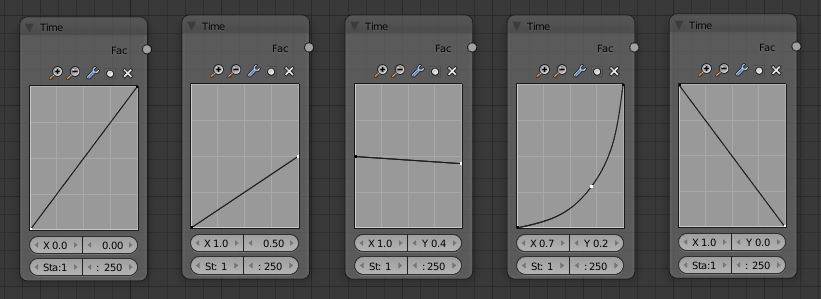 Time
Fac
X 0.0 0.00
Sta:1 : 250
Time
Fac
X 1.0 0.50
St: 1 : 250
Time
Fac
X 1.0 Y 0.4
St: 1 : 250
Time
Fac
X 0.7 Y 0.2
St: 1 : 250
Time
Fac
X 1.0 Y 0.0
Sta:1 : 250